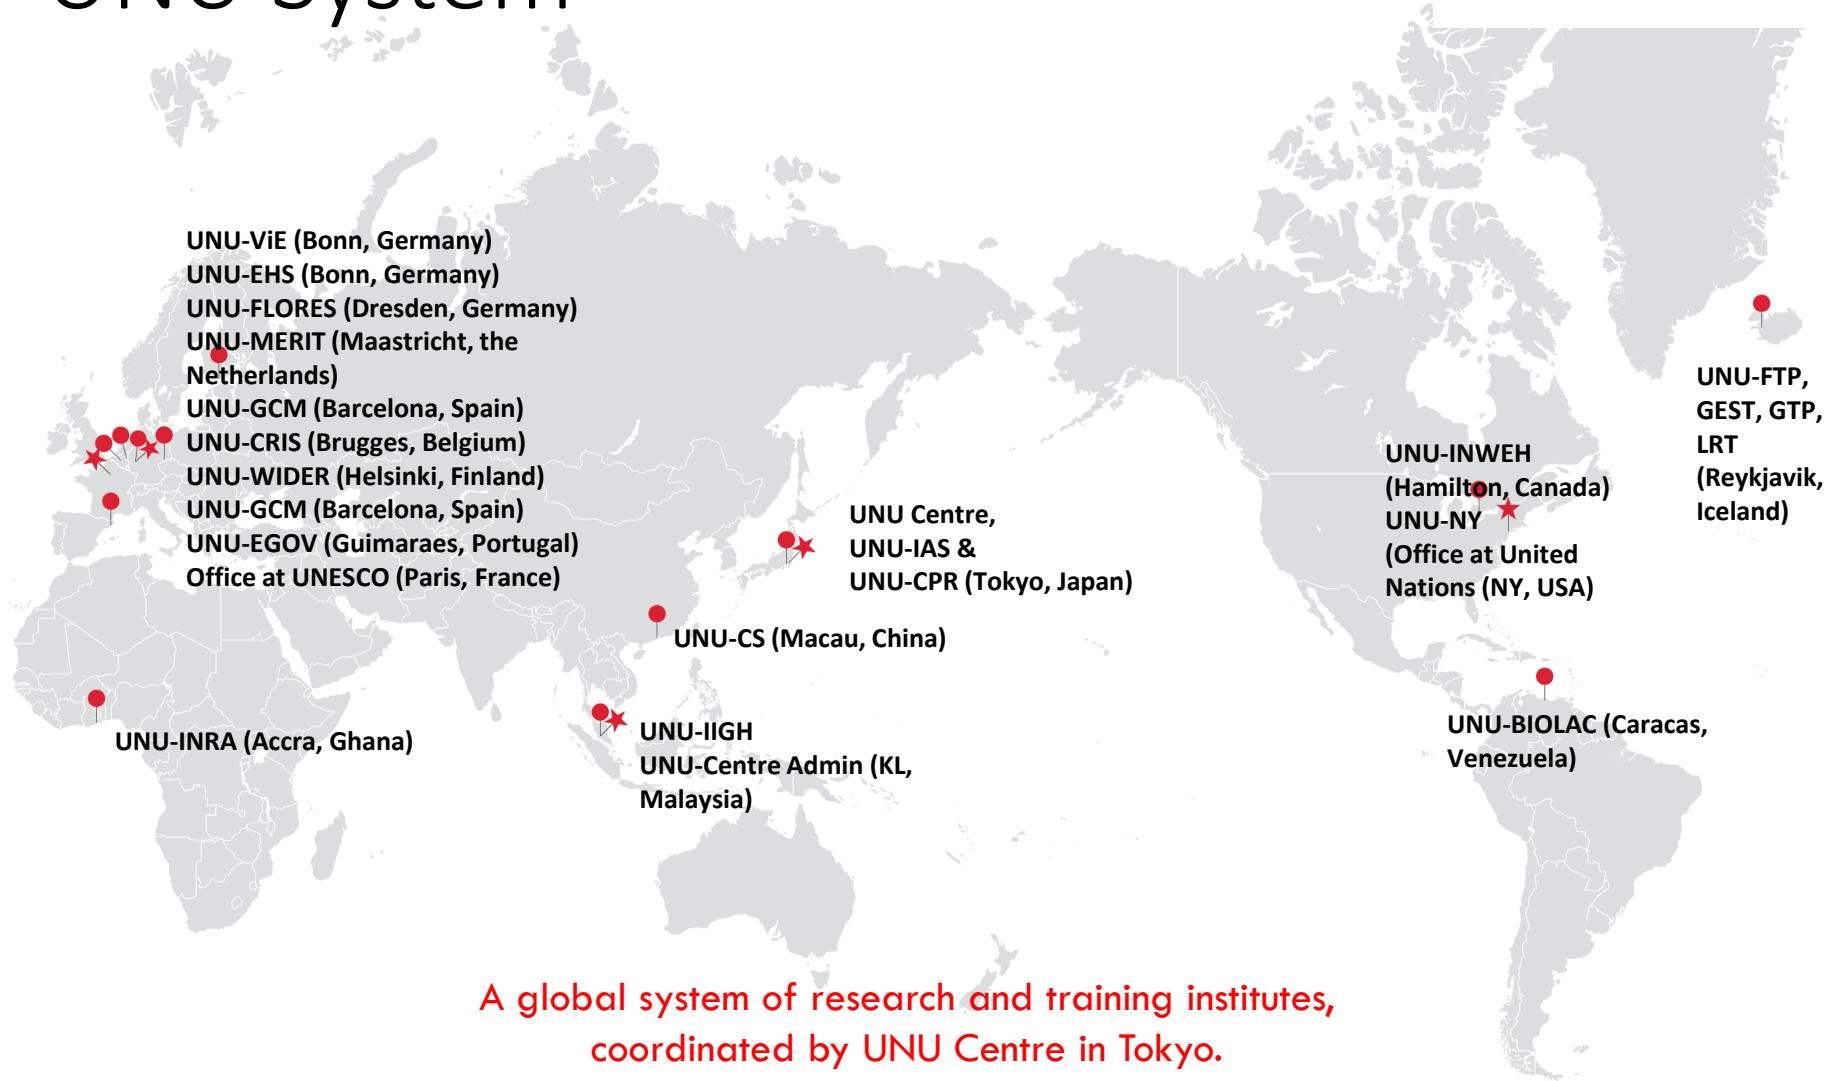 UNU System
UNU-ViE (Bonn, Germany)
UNU-EHS (Bonn, Germany)
UNU-FLORES (Dresden, Germany)
UNU-MERIT (Maastricht, the
Netherlands)
UNU-GCM (Barcelona, Spain)
UNU-CRIS (Brugges, Belgium)
UNU-WIDER (Helsinki, Finland)
UNU-GCM (Barcelona, Spain)
UNU-EGOV (Guimaraes, Portugal)
Office at UNESCO (Paris, France)
UNU Centre,
UNU-IAS &
UNU-CPR (Tokyo, Japan)
UNU-CS (Macau, China)
UNU-INRA (Accra, Ghana)
UNU-IIGH
UNU-Centre Admin (KL,
Malaysia)
UNU-INWEH
(Hamilton, Canada)
UNU-NY
(Office at United
Nations (NY, USA)
UNU-FTP,
GEST, GTP,
LRT
(Reykjavik,
Iceland)
UNU-BIOLAC (Caracas,
Venezuela)
A global system of research and training institutes,
coordinated by UNU Centre in Tokyo.